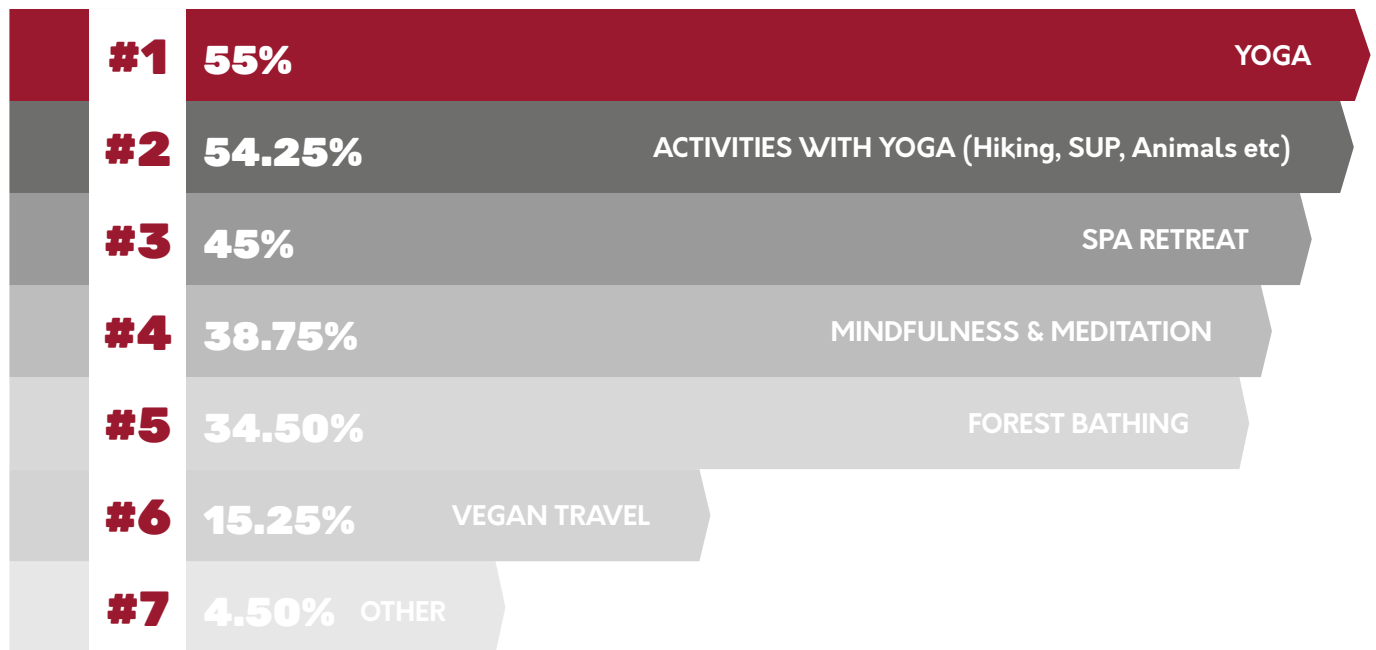 #1 55% YOGA
#2 54.25% ACTIVITIES WITH YOGA (Hiking, SUP, Animals etc)
#3 45% SPA RETREAT
#4 38.75% MINDFULNESS & MEDITATION
#5 34.50% FOREST BATHING
#6 15.25% VEGAN TRAVEL
#7 4.50% OTHER